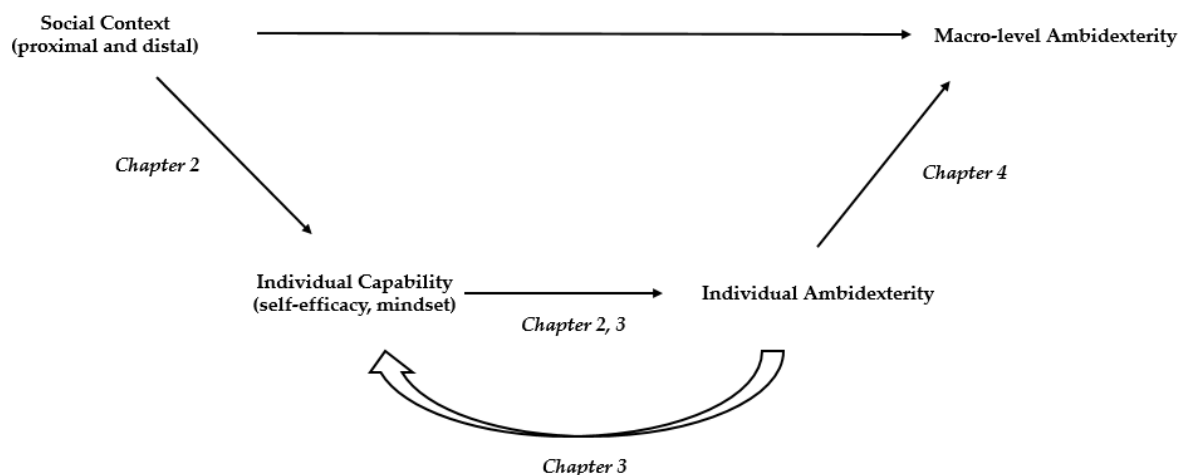 Social Context
(proximal and distal)
Macro-level Ambidexterity
Chapter 2
Chapter 4
Individual Capability
(self-efficacy, mindset)
Individual Ambidexterity
Chapter 2, 3
Chapter 3